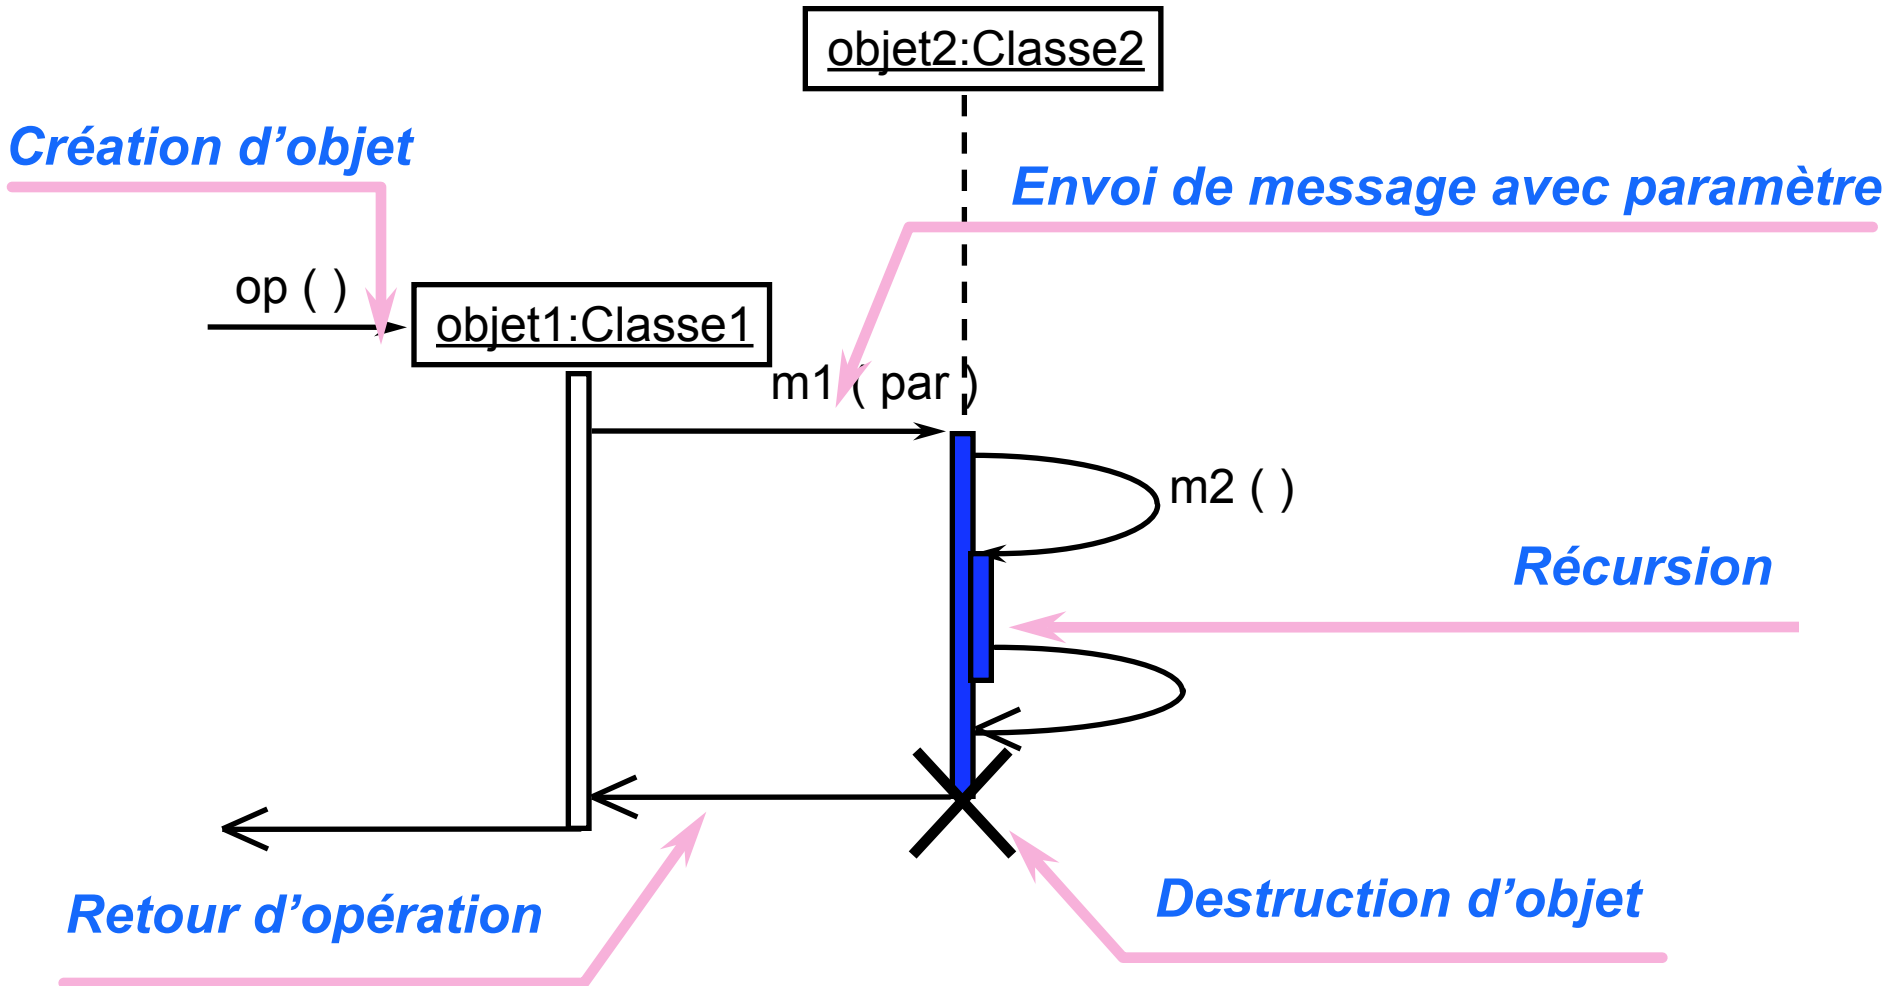 objet2:Classe2
Création d’objet
Envoi de message avec paramètre
op ( )
objet1:Classe1
m1 ( par )
m2 ( )
Récursion
Destruction d’objet
Retour d’opération